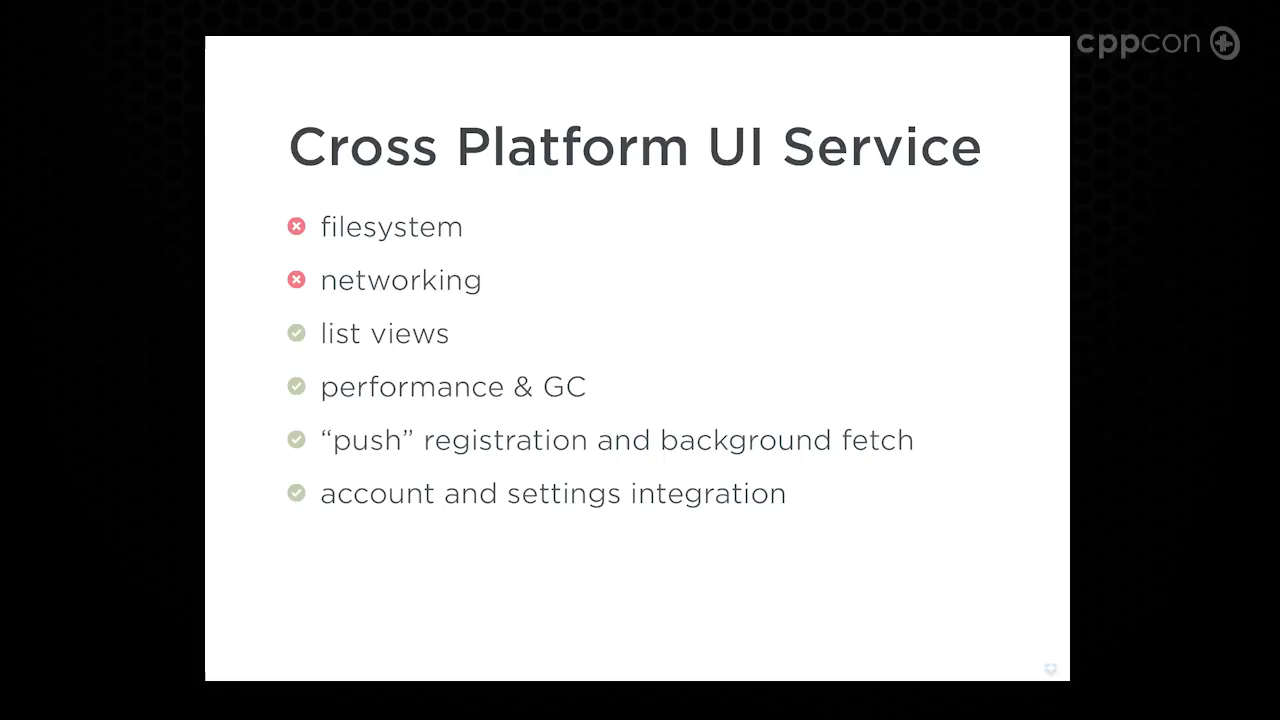 cppcon
Cross Platform UI Service
filesystem
networking
list views
performance & GC
“push” registration and background fetch
account and settings integration